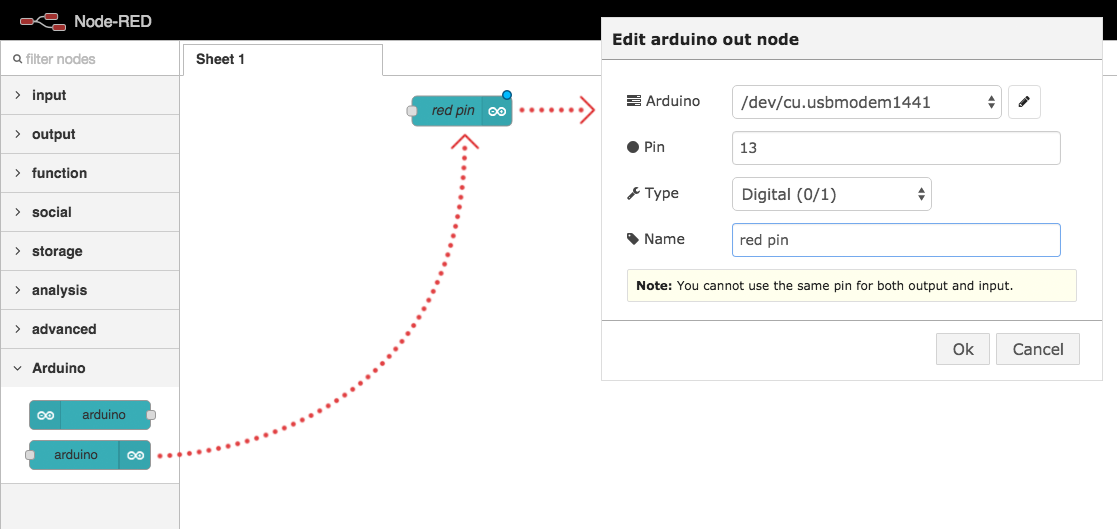 Node-RED
filter nodes
input
output
function
social
storage
analysis
advanced
Arduino
arduino
arduino
Sheet 1
red pin
Edit arduino out node
Arduino /dev/cu.usbmodem1441
Pin 13
Type Digital (0/1)
Name red pin
Note: You cannot use the same pin for both output and input.
Ok Cancel